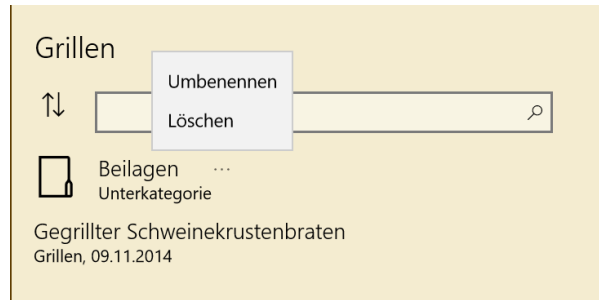 Grillen
Umbenennen
Löschen
Beilagen ...
Unterkategorie
Gegrillter Schweinekrustenbraten
Grillen, 09.11.2014